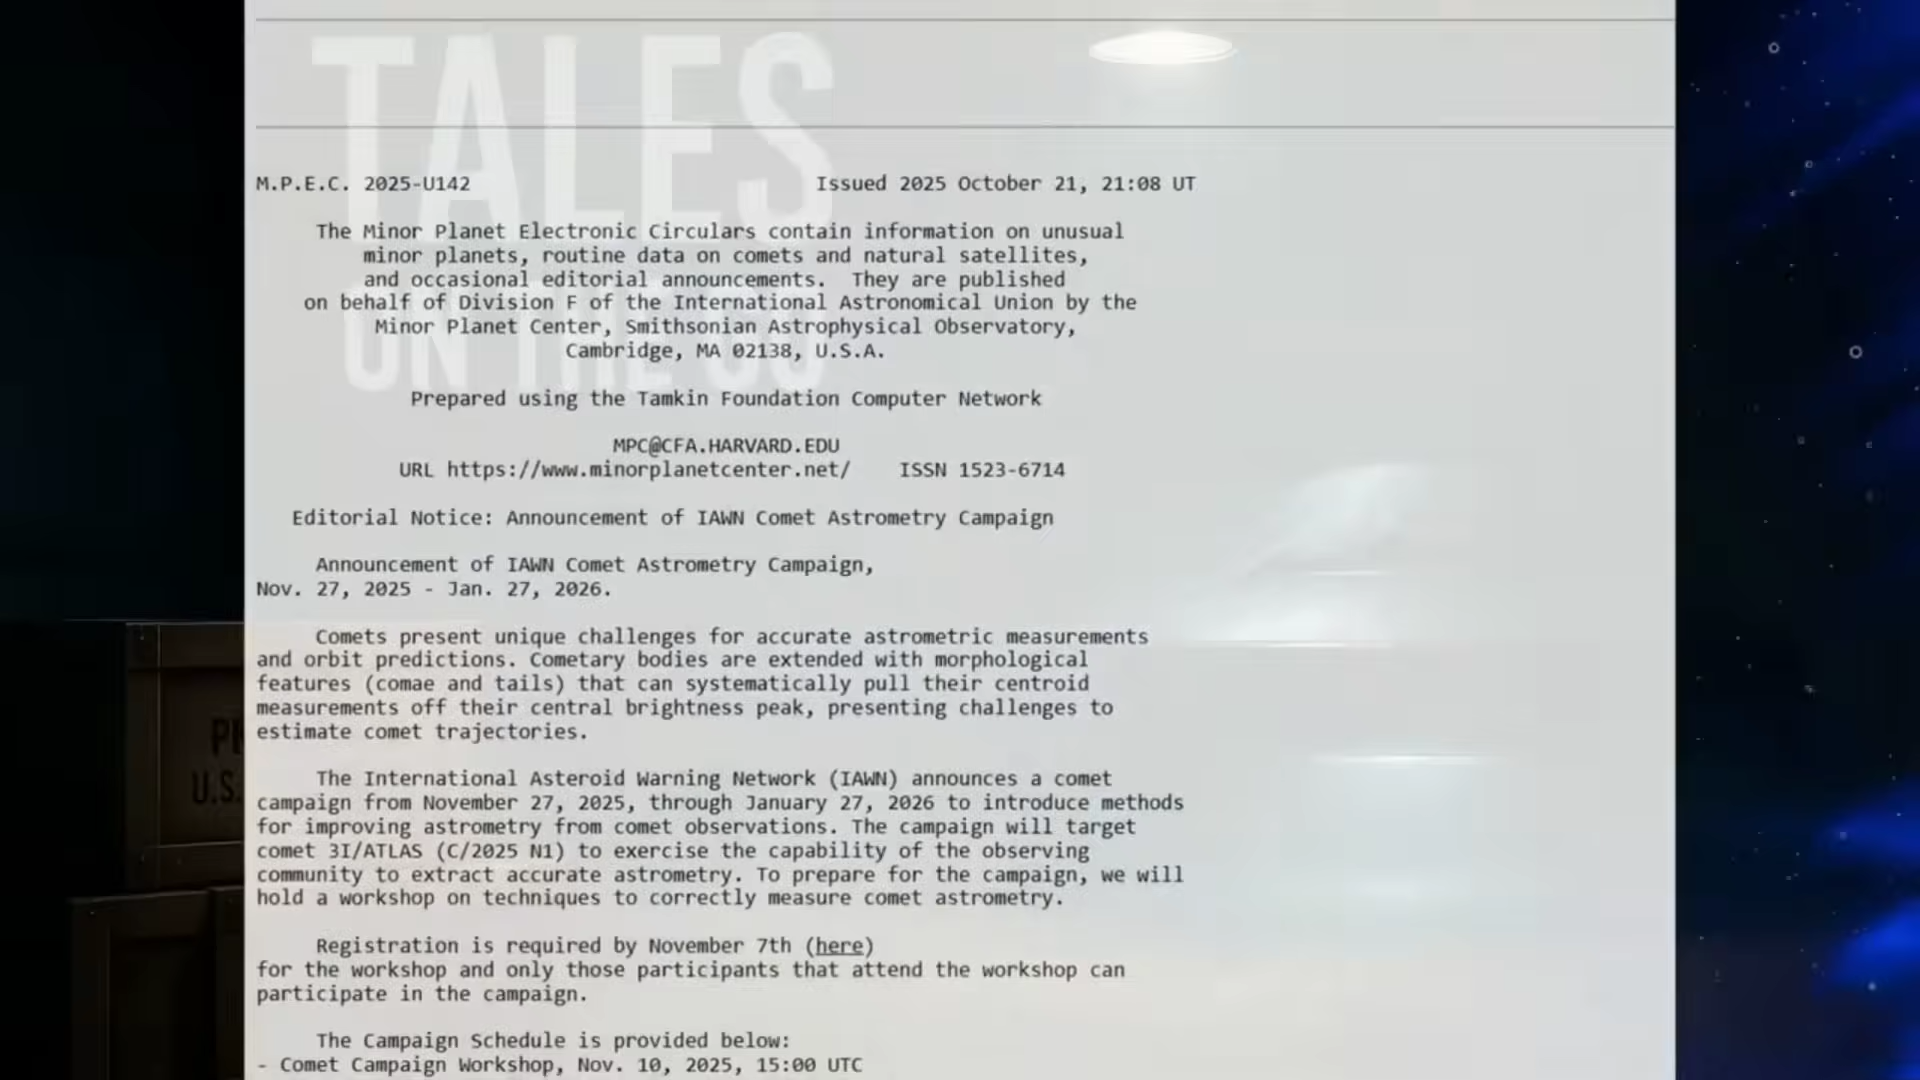 TALES
ON THE GO
M.P.E.C. 2025-U142 Issued 2025 October 21, 21:08 UT
The Minor Planet Electronic Circulars contain information on unusual
minor planets, routine data on comets and natural satellites,
and occasional editorial announcements. They are published
on behalf of Division F of the International Astronomical Union by the
Minor Planet Center, Smithsonian Astrophysical Observatory,
Cambridge, MA 02138, U.S.A.
Prepared using the Tamkin Foundation Computer Network
MPC@CFA.HARVARD.EDU
URL https://www.minorplanetcenter.net/ ISSN 1523-6714
Editorial Notice: Announcement of IAWN Comet Astrometry Campaign
Announcement of IAWN Comet Astrometry Campaign,
Nov. 27, 2025 - Jan. 27, 2026.
Comets present unique challenges for accurate astrometric measurements
and orbit predictions. Cometary bodies are extended with morphological
features (comae and tails) that can systematically pull their centroid
measurements off their central brightness peak, presenting challenges to
estimate comet trajectories.
The International Asteroid Warning Network (IAWN) announces a comet
campaign from November 27, 2025, through January 27, 2026 to introduce methods
for improving astrometry from comet observations. The campaign will target
comet 3I/ATLAS (C/2025 N1) to exercise the capability of the observing
community to extract accurate astrometry. To prepare for the campaign, we will
hold a workshop on techniques to correctly measure comet astrometry.
Registration is required by November 7th (here)
for the workshop and only those participants that attend the workshop can
participate in the campaign.
The Campaign Schedule is provided below:
- Comet Campaign Workshop, Nov. 10, 2025, 15:00 UTC
U.S.